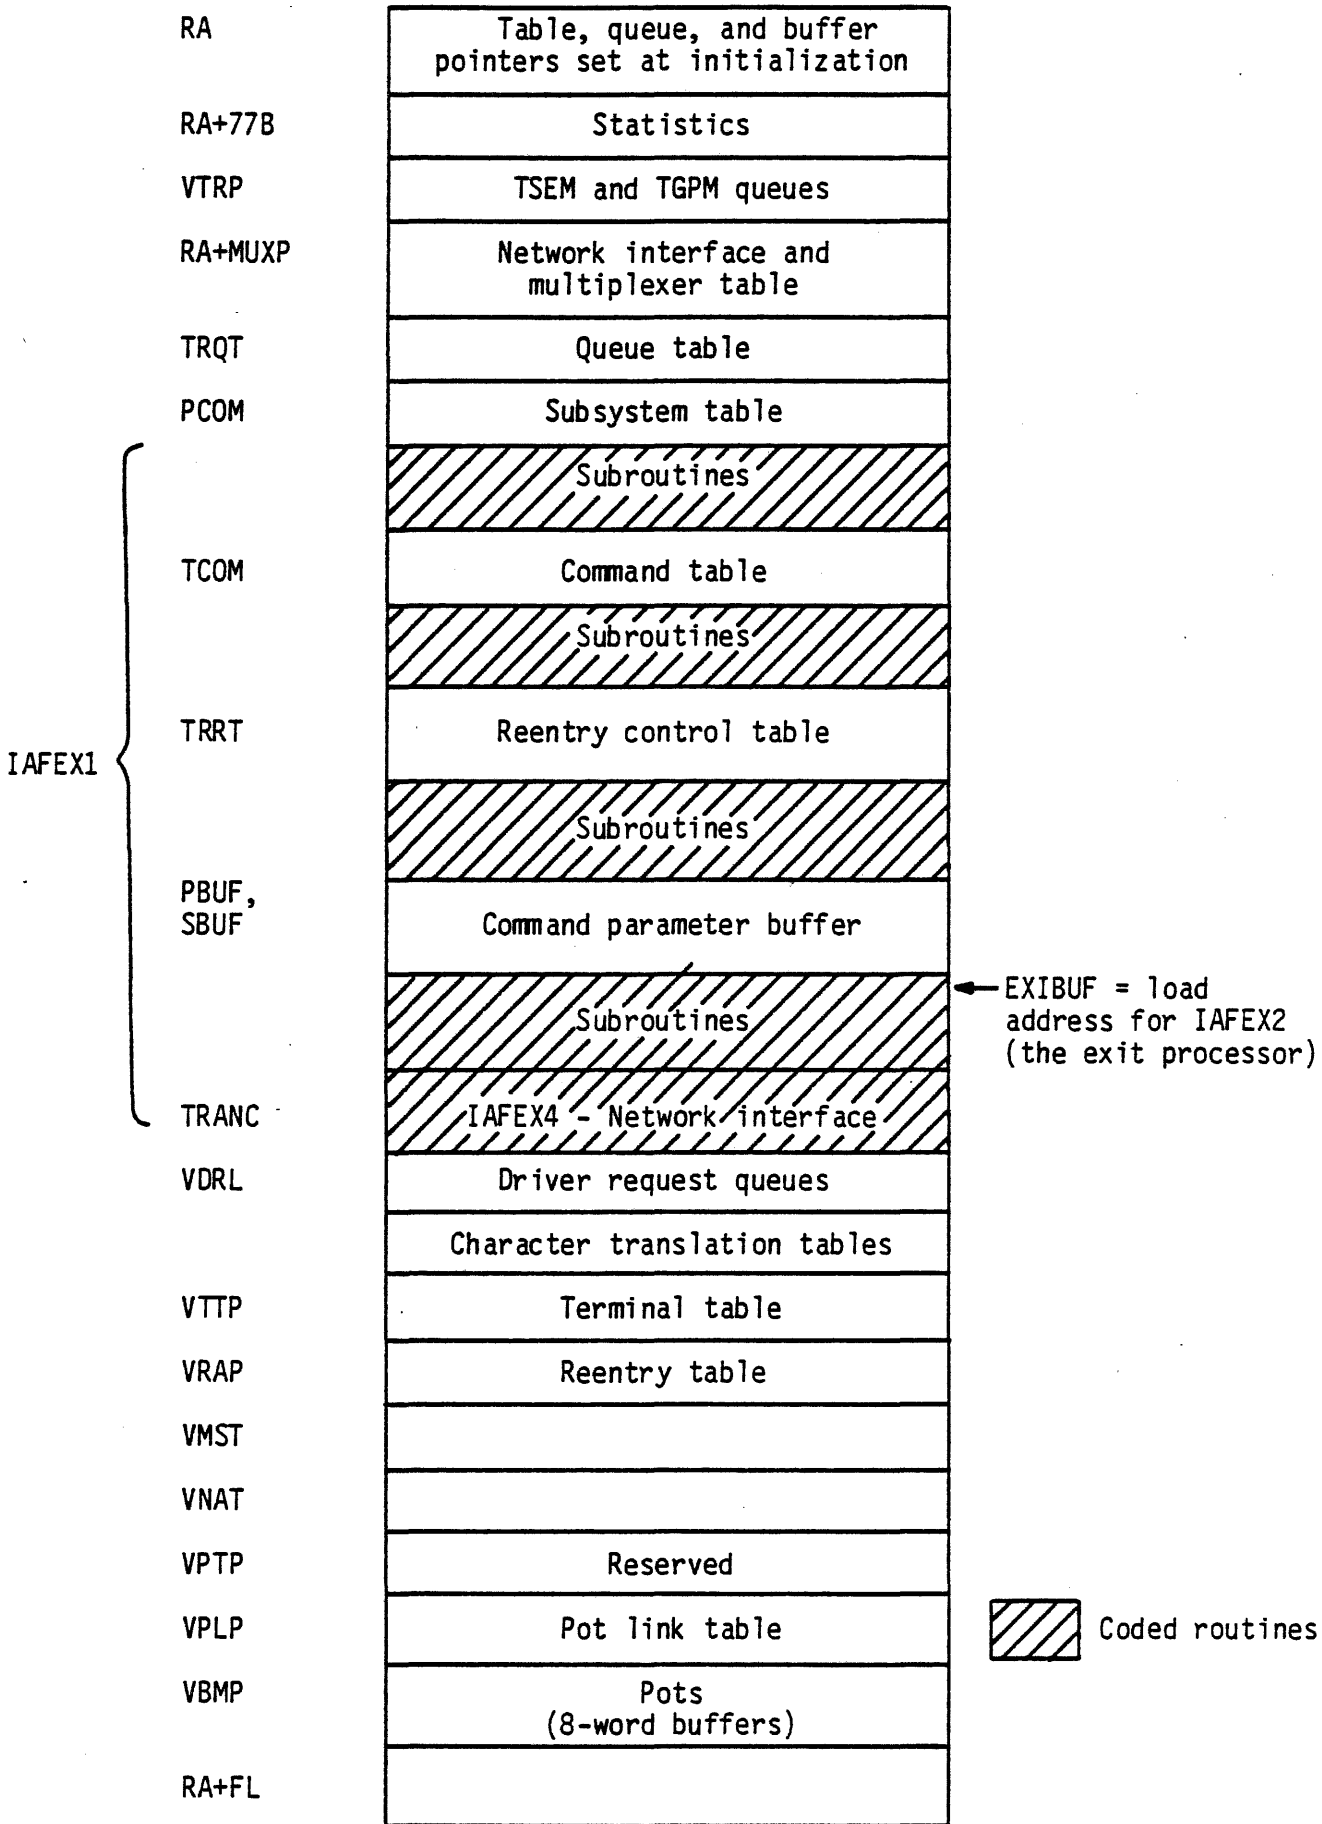 RA
Table, queue, and buffer
pointers set at initialization
RA+77B
Statistics
VTRP
TSEM and TGPM queues
RA+MUXP
Network interface and
multiplexer table
TRQT
Queue table
PCOM
Subsystem table
Subroutines
TCOM
Command table
Subroutines
TRRT
Reentry control table
IAFEX1
Subroutines
PBUF,
SBUF
Command parameter buffer
EXIBUF = load
address for IAFEX2
(the exit processor)
Subroutines
TRANC
IAFEX4 - Network interface
VDRL
Driver request queues
Character translation tables
VTTP
Terminal table
VRAP
Reentry table
VMST
VNAT
VPTP
Reserved
VPLP
Pot link table
Coded routines
VBMP
Pots
(8-word buffers)
RA+FL